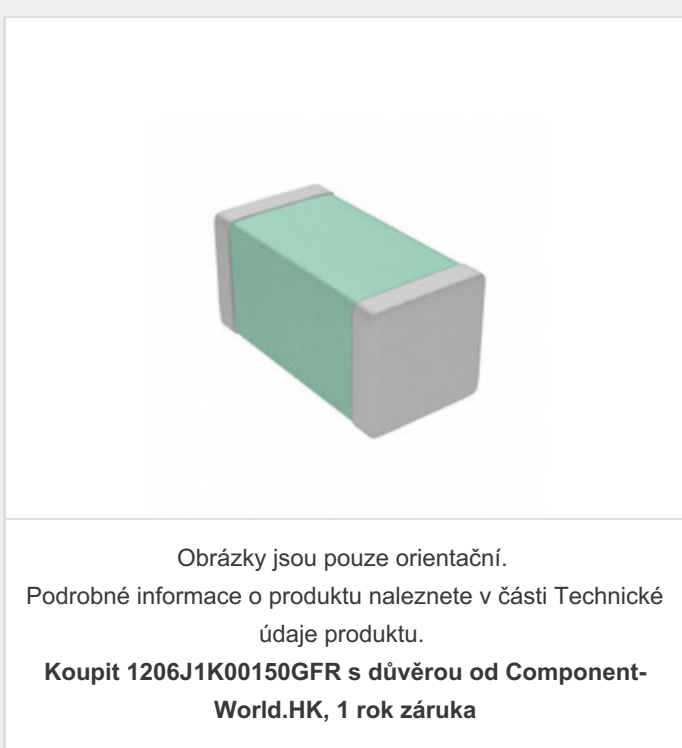 Obrázky jsou pouze orientační.
Podrobné informace o produktu naleznete v části Technické
údaje produktu.
Koupit 1206J1K00150GFR s důvěrou od Component-
World.HK, 1 rok záruka